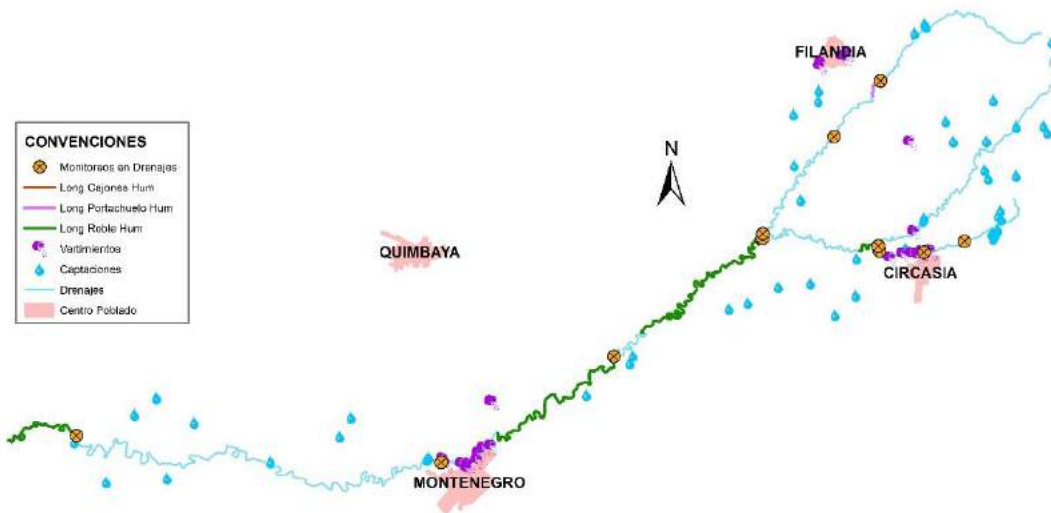 FILANDIA
N
CONVENCIONES
Monitoreos en Drenajes
Long Cajones Hum
Long Portachuelo Hum
Long Roble Hum
Vertimientos
Captaciones
Drenajes
Centro Poblado
QUIMBAYA
CIRCASIA
MONTENEGRO